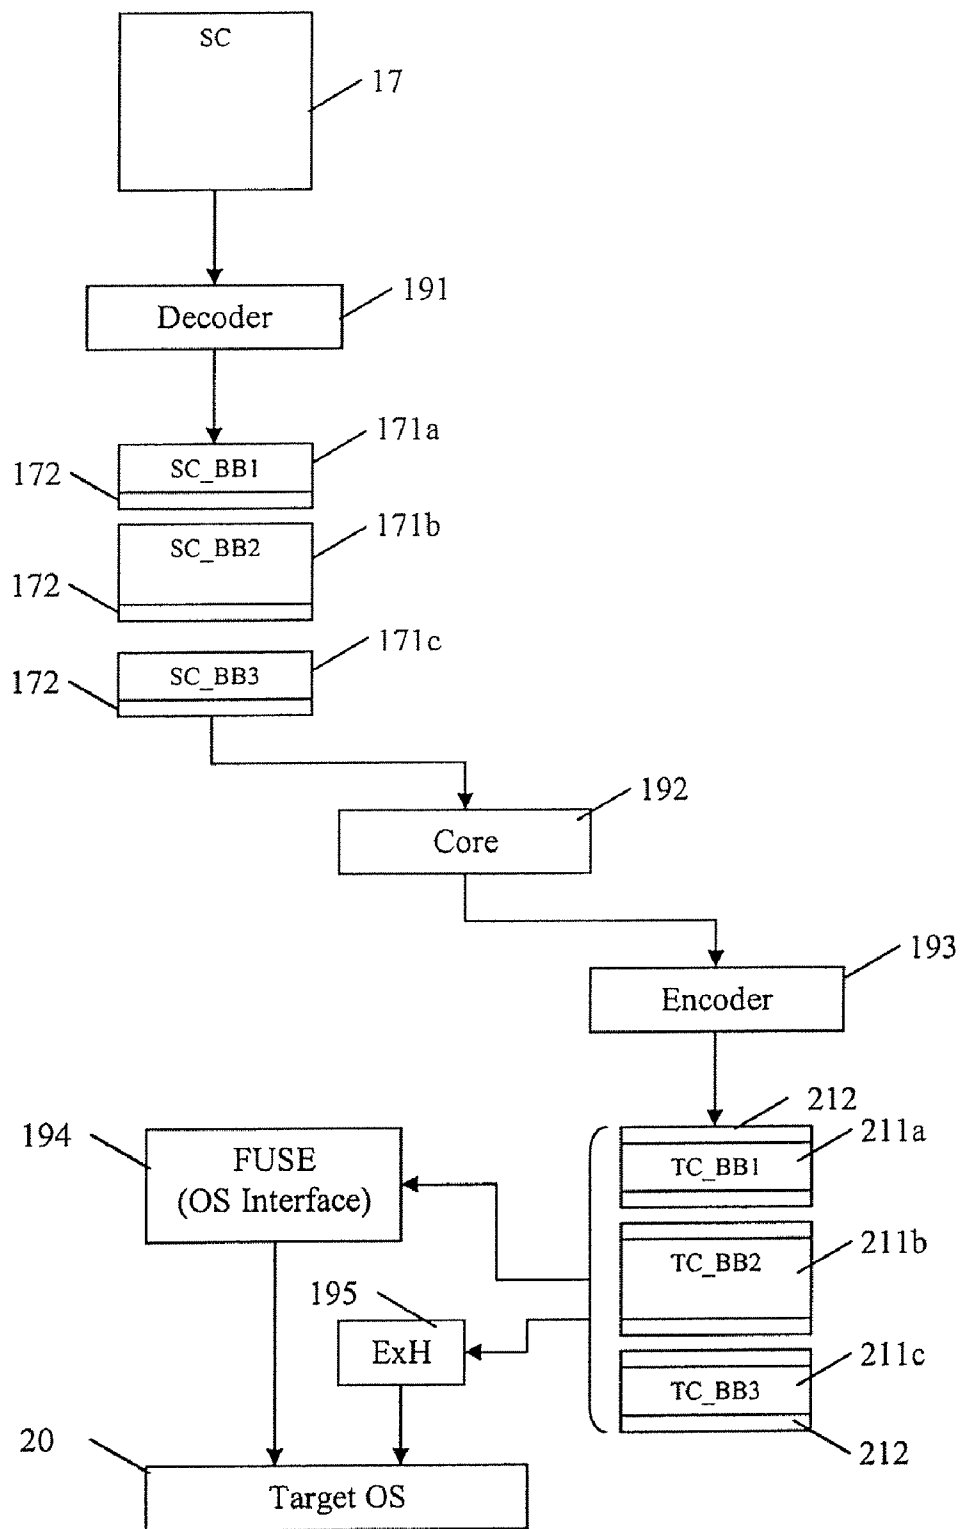 SC
17
191
Decoder
171a
172
SC_BB1
171b
SC_BB2
172
171c
172
SC_BB3
192
Core
193
Encoder
212
194
211a
FUSE
(OS Interface)
TC_BB1
211b
TC_BB2
195
ExH
211c
TC_BB3
20
212
Target OS